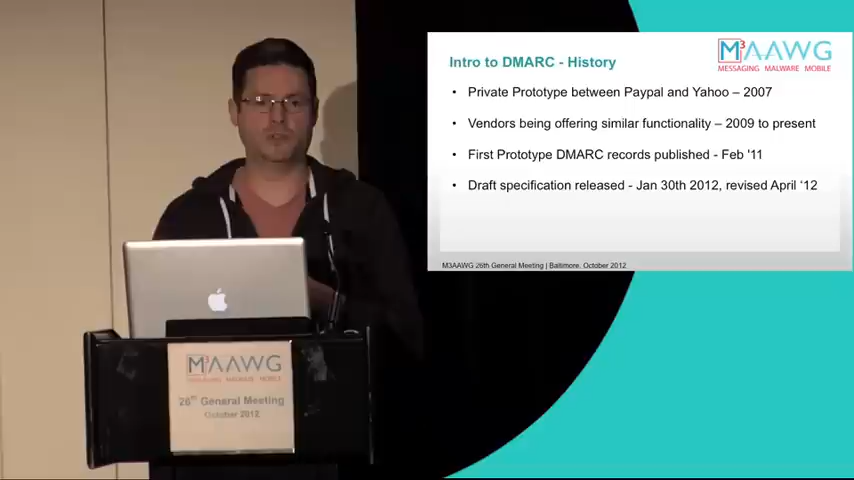 Intro to DMARC - History
M3AAWG
MESSAGING MALWARE MOBILE
• Private Prototype between Paypal and Yahoo – 2007
• Vendors being offering similar functionality – 2009 to present
• First Prototype DMARC records published - Feb '11
• Draft specification released - Jan 30th 2012, revised April ‘12
M3AAWG 26th General Meeting | Baltimore, October 2012
M3AAWG
MESSAGING MALWARE MOBILE
26th General Meeting
October 2012